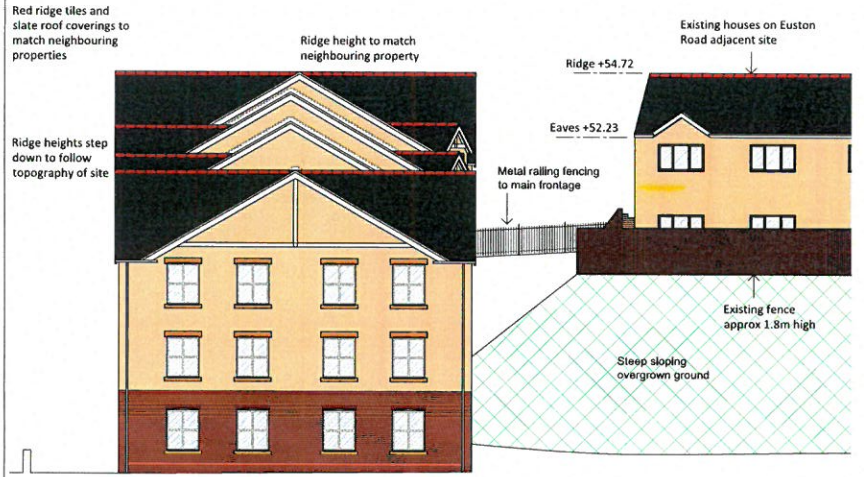 Red ridge tiles and
slate roof coverings to
match neighbouring
properties
Ridge height to match
neighbouring property
Existing houses on Euston
Road adjacent site
Ridge +54.72
Eaves +52.23
Ridge heights step
down to follow
topography of site
Metal railing fencing
to main frontage
Existing fence
approx 1.8m high
Steep sloping
overgrown ground